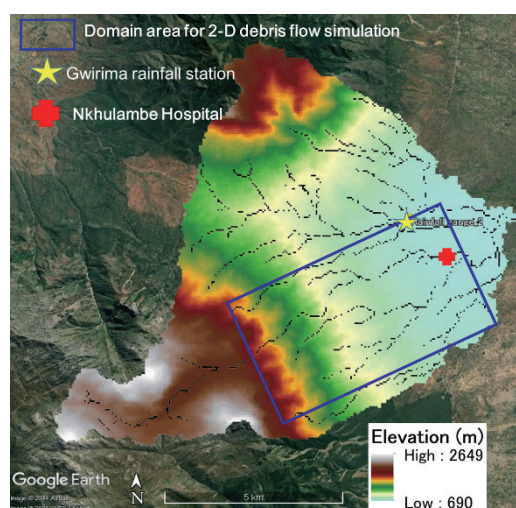 Domain area for 2-D debris flow simulation
Gwirima rainfall station
Nkhulambe Hospital
Elevation (m)
High : 2649
Low : 690
Google Earth
N
5 km